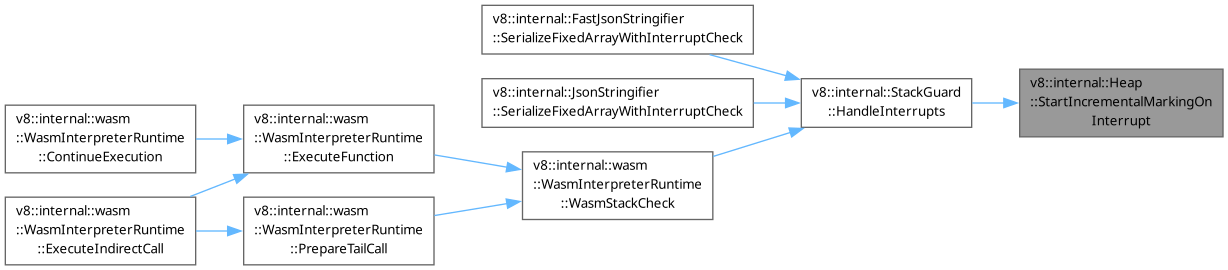 v8::internal::FastJsonStringifier
::SerializeFixedArrayWithInterruptCheck
v8::internal::JsonStringifier
::SerializeFixedArrayWithInterruptCheck
v8::internal::StackGuard
::HandleInterrupts
v8::internal::Heap
::StartIncrementalMarkingOn
Interrupt
v8::internal::wasm
::WasmInterpreterRuntime
::ContinueExecution
v8::internal::wasm
::WasmInterpreterRuntime
::ExecuteFunction
v8::internal::wasm
::WasmInterpreterRuntime
::WasmStackCheck
v8::internal::wasm
::WasmInterpreterRuntime
::ExecuteIndirectCall
v8::internal::wasm
::WasmInterpreterRuntime
::PrepareTailCall